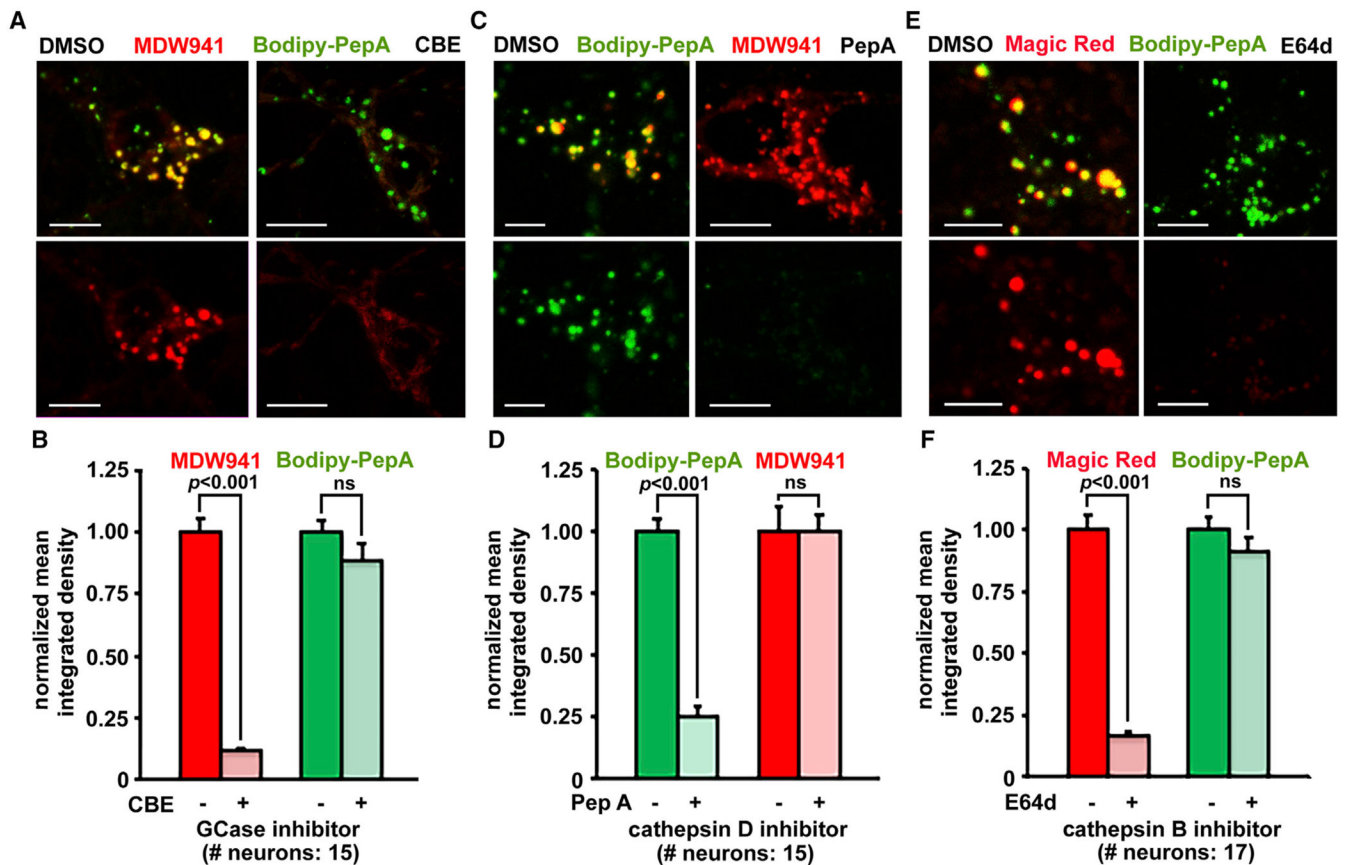 A
DMSO MDW941 Bodipy-PepA CBE
C
DMSO Bodipy-PepA MDW941 PepA
E
DMSO Magic Red Bodipy-PepA E64d
B
MDW941 Bodipy-PepA
p<0.001
ns
normalized mean
integrated density
1.25
1.00
0.75
0.50
0.25
0
CBE - + - +
GCase inhibitor
(# neurons: 15)
D
Bodipy-PepA MDW941
p<0.001
ns
normalized mean
integrated density
1.25
1.00
0.75
0.50
0.25
0
Pep A - + - +
cathepsin D inhibitor
(# neurons: 15)
F
Magic Red Bodipy-PepA
p<0.001
ns
normalized mean
integrated density
1.25
1.00
0.75
0.50
0.25
0
E64d - + - +
cathepsin B inhibitor
(# neurons: 17)